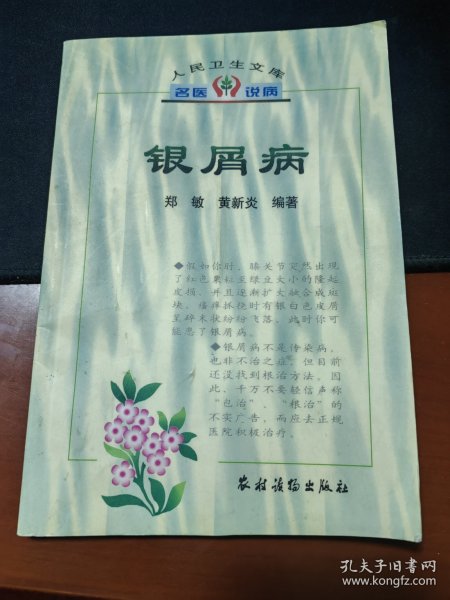 人民卫生文库
名医 说病
银屑病
郑 敏 黄新炎 编著
◆假如你肘、膝关节突然出现
了红色粟粒至绿豆大小的隆起
皮损，并且逐渐扩大融合成斑
块，搔痒抓挠时有银白色皮屑
呈碎末状纷纷飞落，此时你可
能患了银屑病。
◆银屑病不是传染病，
也非不治之症，但目前
还没找到根治方法。因
此，千万不要轻信声称
“包治”、“根治”的
不实广告，而应去正规
医院积极治疗。
农村读物出版社
孔夫子旧书网
www.kongfz.com